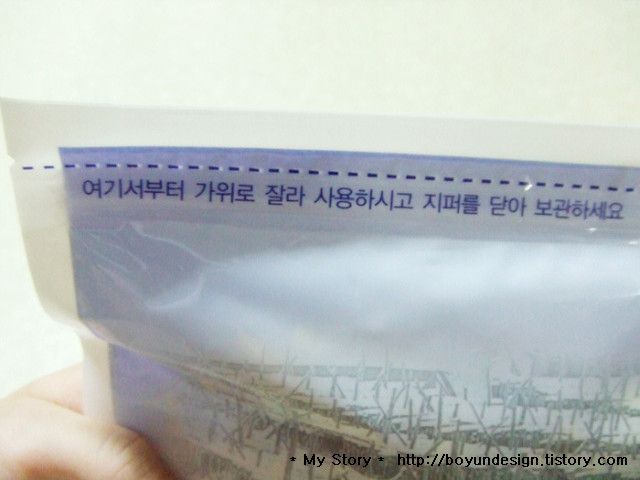 여기서부터 가위로 잘라 사용하시고 지퍼를 닫아 보관하세요
* My Story * http://boyundesign.tistory.com